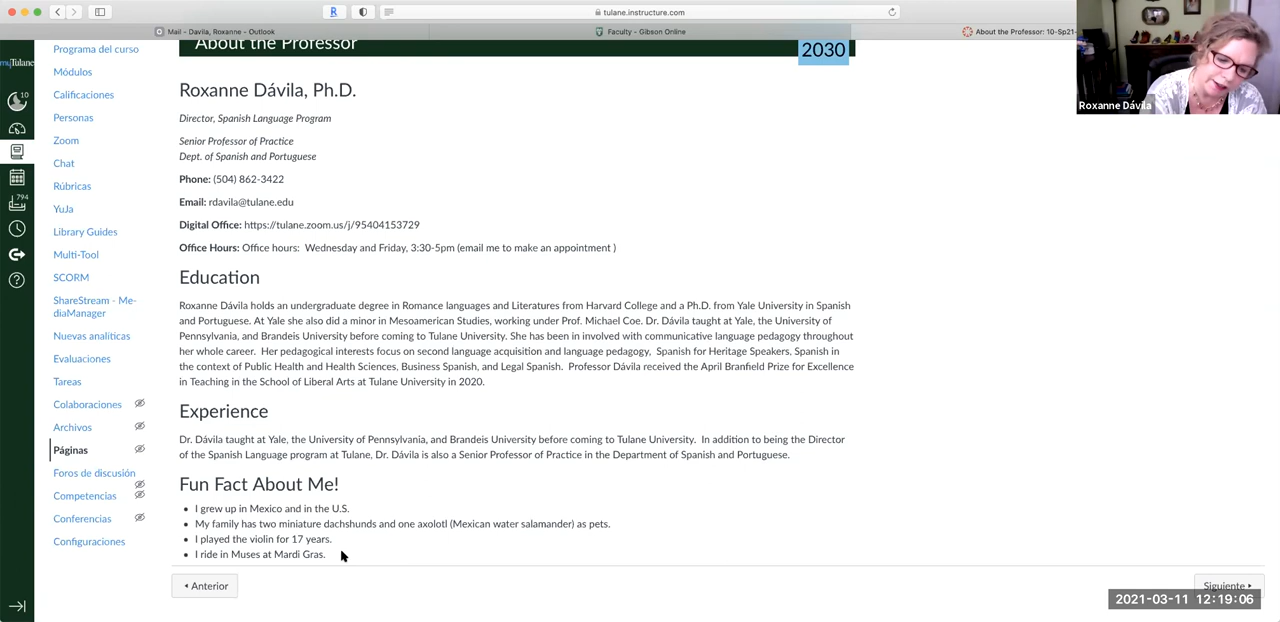 tulane.instructure.com
Mail - Davila, Roxanne - Outlook
Faculty - Gibson Online
About the Professor: 10-Sp21-
myTulane
10
794
Programa del curso
Módulos
Calificaciones
Personas
Zoom
Chat
Rúbricas
YuJa
Library Guides
Multi-Tool
SCORM
ShareStream - Me-
diaManager
Nuevas analíticas
Evaluaciones
Tareas
Colaboraciones
Archivos
Páginas
Foros de discusión
Competencias
Conferencias
Configuraciones
About the Professor
2030
Roxanne Dávila, Ph.D.
Director, Spanish Language Program
Senior Professor of Practice
Dept. of Spanish and Portuguese
Phone: (504) 862-3422
Email: rdavila@tulane.edu
Digital Office: https://tulane.zoom.us/j/95404153729
Office Hours: Office hours: Wednesday and Friday, 3:30-5pm (email me to make an appointment )
Education
Roxanne Dávila holds an undergraduate degree in Romance languages and Literatures from Harvard College and a Ph.D. from Yale University in Spanish
and Portuguese. At Yale she also did a minor in Mesoamerican Studies, working under Prof. Michael Coe. Dr. Dávila taught at Yale, the University of
Pennsylvania, and Brandeis University before coming to Tulane University. She has been in involved with communicative language pedagogy throughout
her whole career. Her pedagogical interests focus on second language acquisition and language pedagogy, Spanish for Heritage Speakers, Spanish in
the context of Public Health and Health Sciences, Business Spanish, and Legal Spanish. Professor Dávila received the April Branfield Prize for Excellence
in Teaching in the School of Liberal Arts at Tulane University in 2020.
Experience
Dr. Dávila taught at Yale, the University of Pennsylvania, and Brandeis University before coming to Tulane University. In addition to being the Director
of the Spanish Language program at Tulane, Dr. Dávila is also a Senior Professor of Practice in the Department of Spanish and Portuguese.
Fun Fact About Me!
I grew up in Mexico and in the U.S.
My family has two miniature dachshunds and one axolotl (Mexican water salamander) as pets.
I played the violin for 17 years.
I ride in Muses at Mardi Gras.
Anterior
Siguiente
2021-03-11 12:19:06
Roxanne Dávila